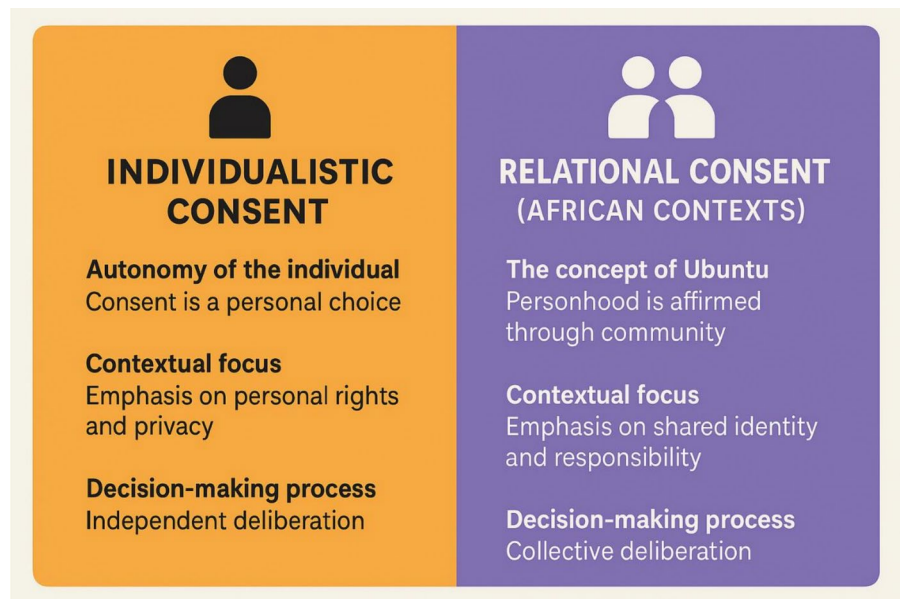 INDIVIDUALISTIC
CONSENT
Autonomy of the individual
Consent is a personal choice
Contextual focus
Emphasis on personal rights
and privacy
Decision-making process
Independent deliberation
RELATIONAL CONSENT
(AFRICAN CONTEXTS)
The concept of Ubuntu
Personhood is affirmed
through community
Contextual focus
Emphasis on shared identity
and responsibility
Decision-making process
Collective deliberation